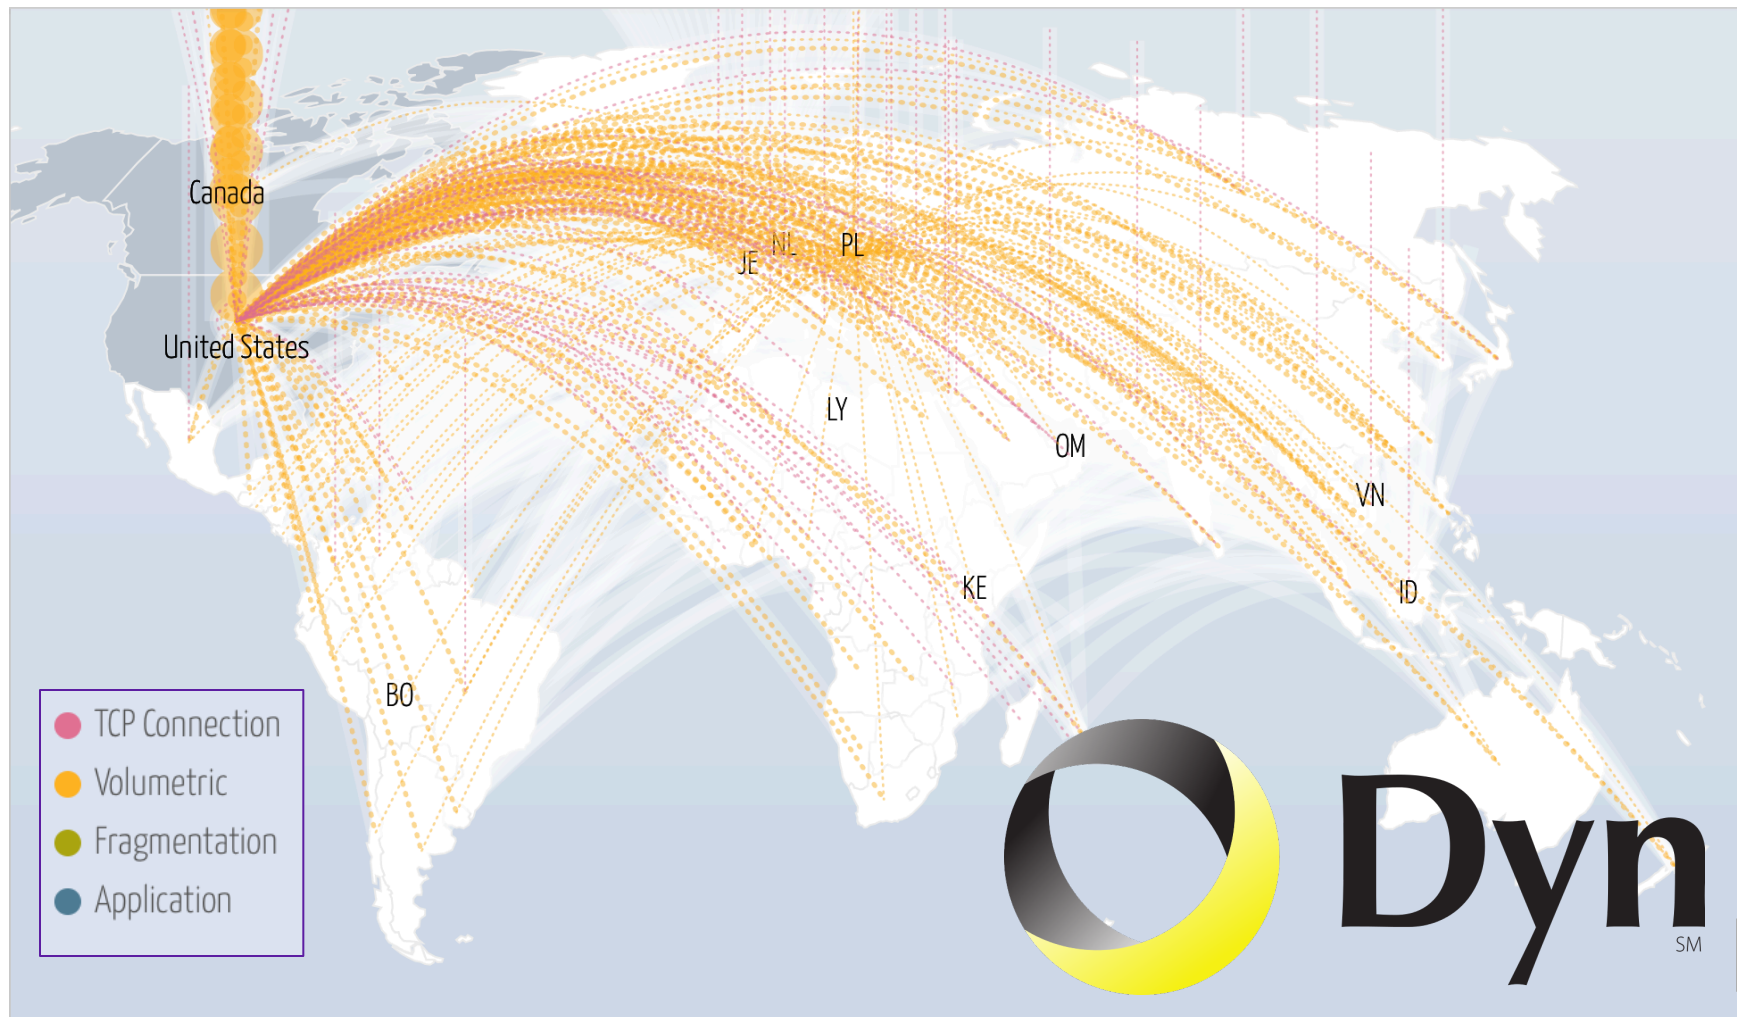 Canada
NL
PL
JE
United States
LY
OM
VN
KE
ID
BO
TCP Connection
Volumetric
Fragmentation
Application
Dyn
SM